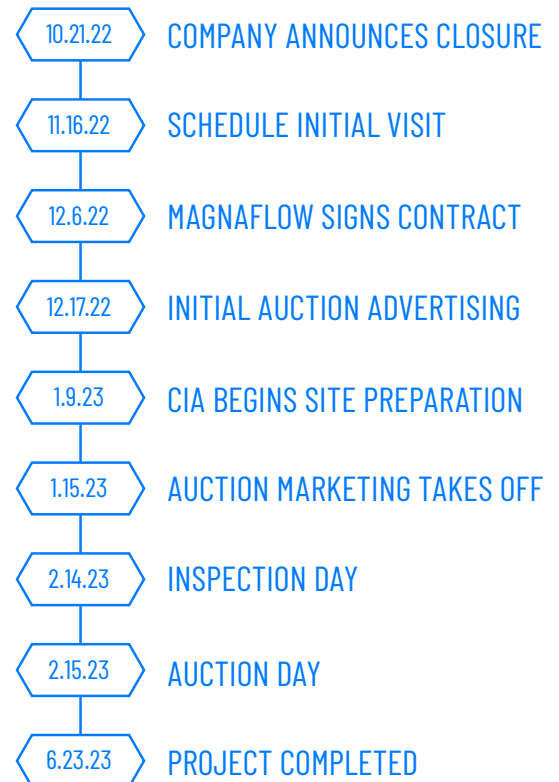 10.21.22 COMPANY ANNOUNCES CLOSURE
11.16.22 SCHEDULE INITIAL VISIT
12.6.22 MAGNAFLOW SIGNS CONTRACT
12.17.22 INITIAL AUCTION ADVERTISING
1.9.23 CIA BEGINS SITE PREPARATION
1.15.23 AUCTION MARKETING TAKES OFF
2.14.23 INSPECTION DAY
2.15.23 AUCTION DAY
6.23.23 PROJECT COMPLETED